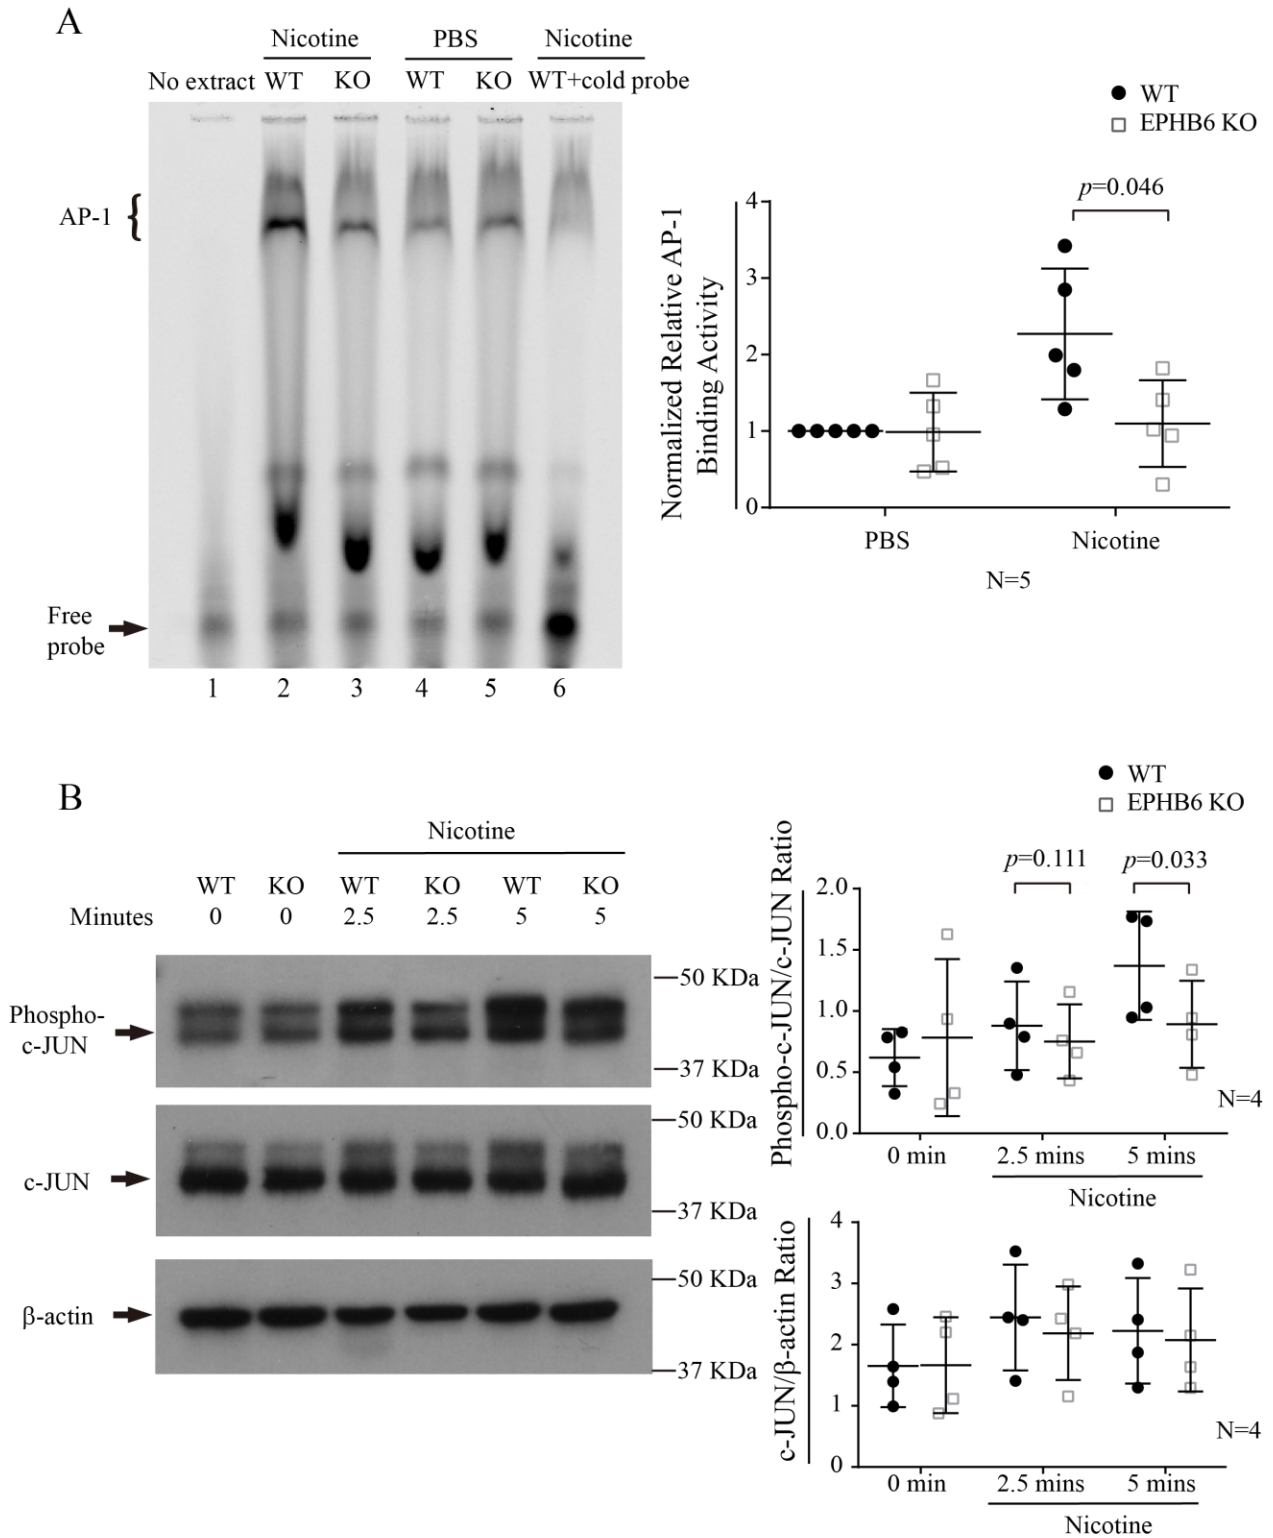 A
Nicotine PBS Nicotine
No extract WT KO WT KO WT+cold probe
AP-1 {
Free
probe
1 2 3 4 5 6
WT
EPHB6 KO
p=0.046
Normalized Relative AP-1
Binding Activity
4
3
2
1
0
PBS Nicotine
N=5
B
Nicotine
WT KO WT KO WT KO
Minutes 0 0 2.5 2.5 5 5
Phospho-
c-JUN
50 KDa
37 KDa
c-JUN
50 KDa
37 KDa
β-actin
50 KDa
37 KDa
WT
EPHB6 KO
p=0.111 p=0.033
Phospho-c-JUN/c-JUN Ratio
2.0
1.5
1.0
0.5
0.0
N=4
0 min 2.5 mins 5 mins
Nicotine
c-JUN/β-actin Ratio
4
3
2
1
0
N=4
0 min 2.5 mins 5 mins
Nicotine